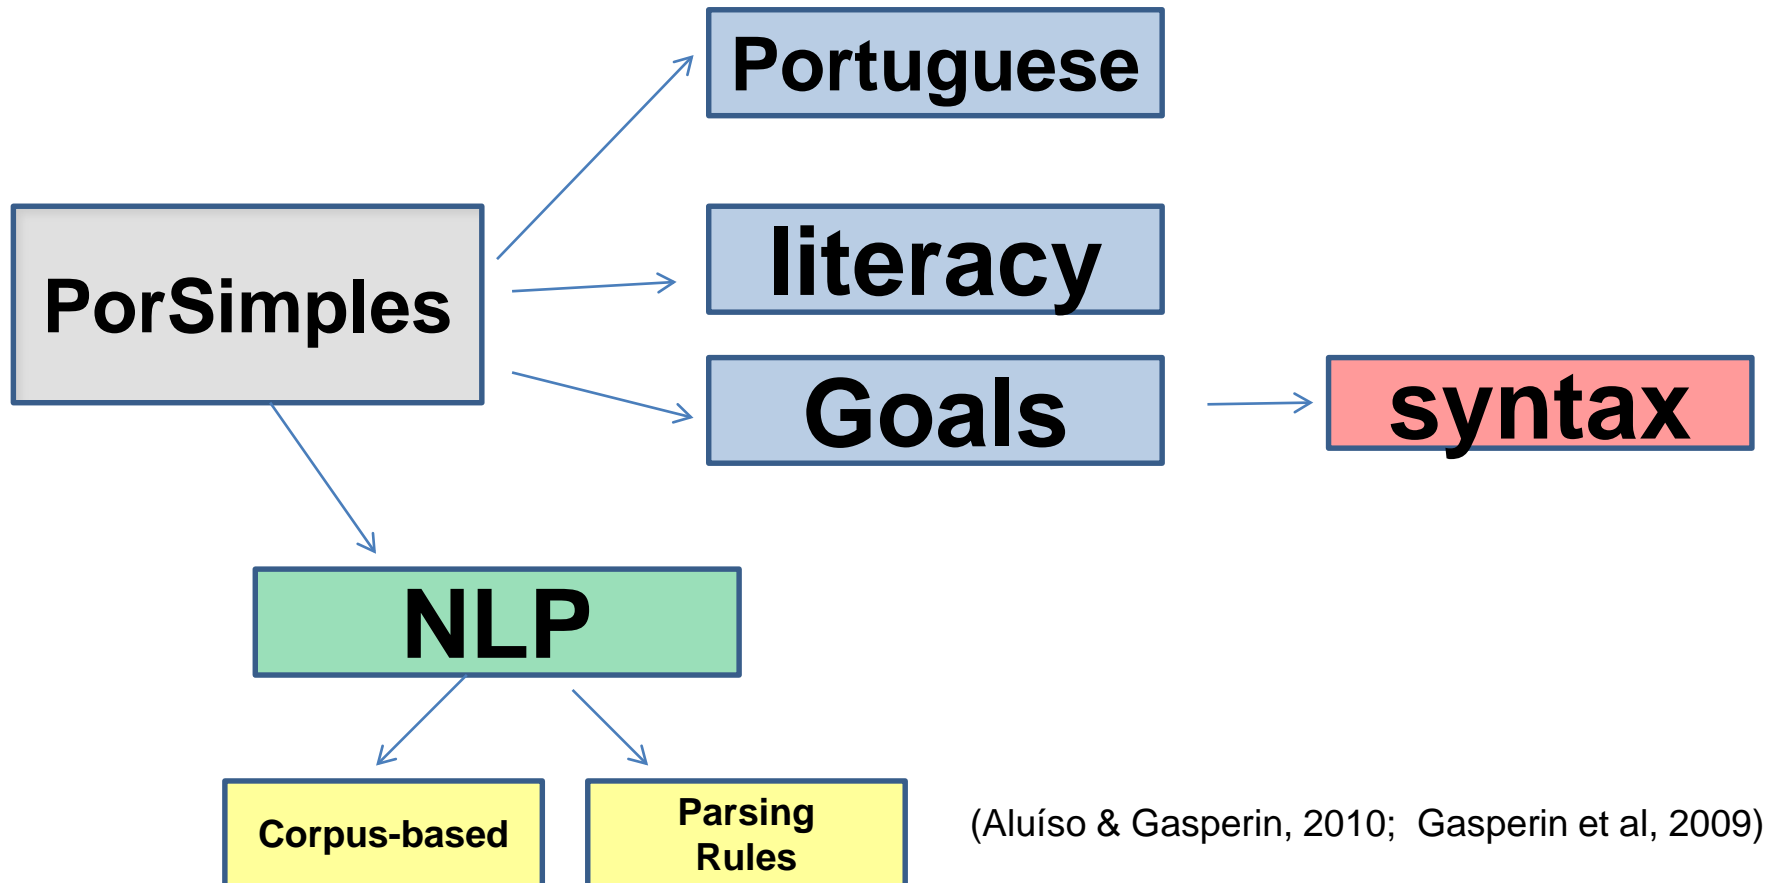 Portuguese
PorSimples
literacy
Goals
syntax
NLP
Corpus-based
Parsing
Rules
(Aluíso & Gasperin, 2010;  Gasperin et al, 2009)